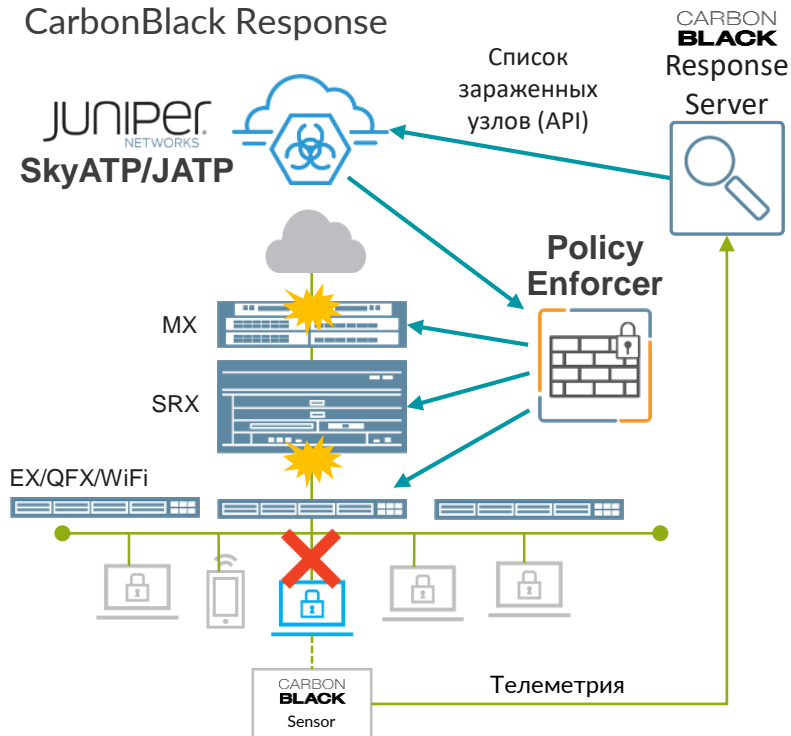 CarbonBlack Response
CARBON
BLACK
Response
Server
Список
зараженных
узлов (API)
JUNIPER
NETWORKS
SkyATP/JATP
Policy
Enforcer
MX
SRX
EX/QFX/WiFi
CARBON
BLACK
Sensor
Телеметрия